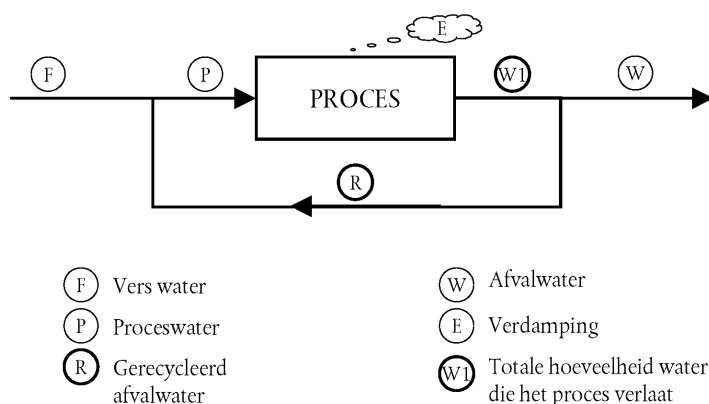 E
F
P
W1
W
PROCES
R
F Vers water
P Proceswater
R Gerecycleerd
afvalwater
W Afvalwater
E Verdamping
W1 Totale hoeveelheid water
die het proces verlaat